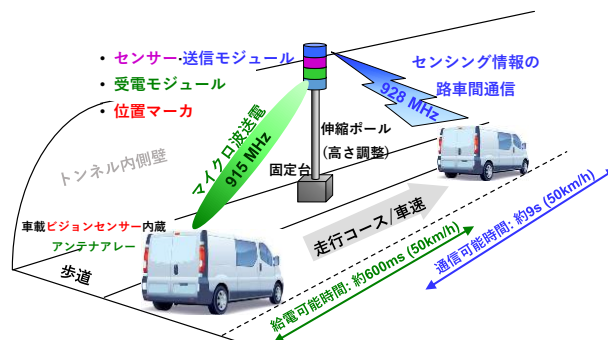 • センサー·送信モジュール
• 受電モジュール
• 位置マーカ
センシング情報の
路車間通信
928 MHz
マイクロ波送電
915 MHz
伸縮ポール
(高さ調整)
固定台
トンネル内側壁
車載ビジョンセンサー内蔵
アンテナアレー
歩道
走行コース/車速
給電可能時間: 約600ms (50km/h)
通信可能時間: 約9s (50km/h)